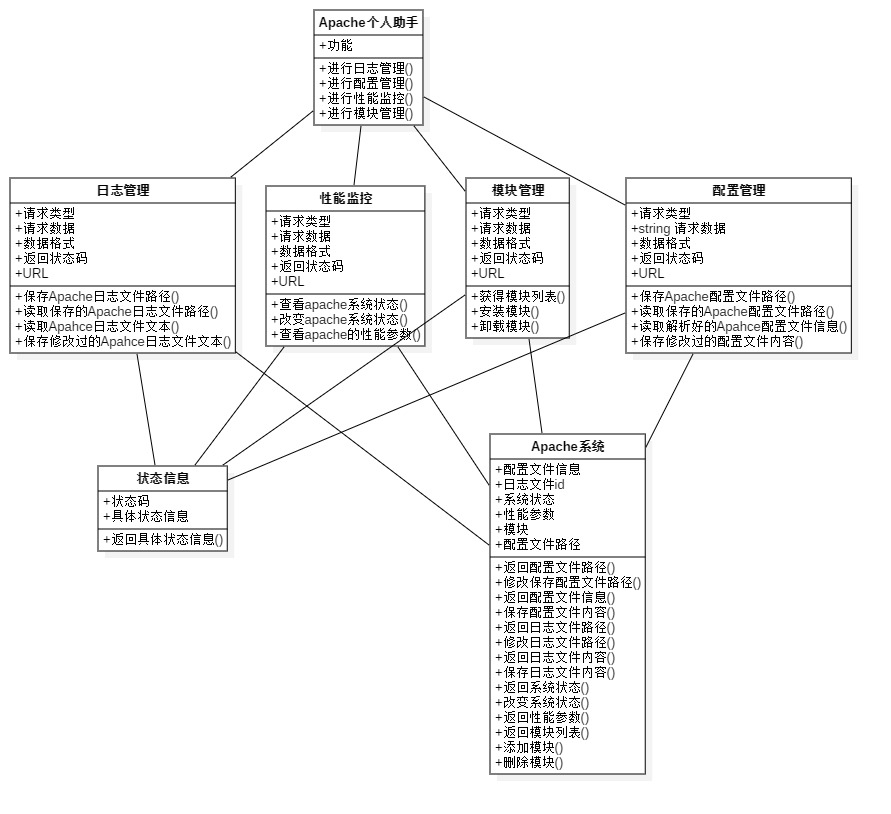 Apache个人助手
+功能
+进行日志管理()
+进行配置管理()
+进行性能监控()
+进行模块管理()
日志管理
+请求类型
+请求数据
+数据格式
+返回状态码
+URL
+保存Apache日志文件路径()
+读取保存的Apache日志文件路径()
+读取Apahce日志文件文本()
+保存修改过的Apahce日志文件文本()
性能监控
+请求类型
+请求数据
+数据格式
+返回状态码
+URL
+查看apache系统状态()
+改变apache系统状态()
+查看apache的性能参数()
模块管理
+请求类型
+请求数据
+数据格式
+返回状态码
+URL
+获得模块列表()
+安装模块()
+卸载模块()
配置管理
+请求类型
+string 请求数据
+数据格式
+返回状态码
+URL
+保存Apache配置文件路径()
+读取保存的Apache配置文件路径()
+读取解析好的Apahce配置文件信息()
+保存修改过的配置文件内容()
状态信息
+状态码
+具体状态信息
+返回具体状态信息()
Apache系统
+配置文件信息
+日志文件id
+系统状态
+性能参数
+模块
+配置文件路径
+返回配置文件路径()
+修改保存配置文件路径()
+返回配置文件信息()
+保存配置文件内容()
+返回日志文件路径()
+修改日志文件路径()
+返回日志文件内容()
+保存日志文件内容()
+返回系统状态()
+改变系统状态()
+返回性能参数()
+返回模块列表()
+添加模块()
+删除模块()